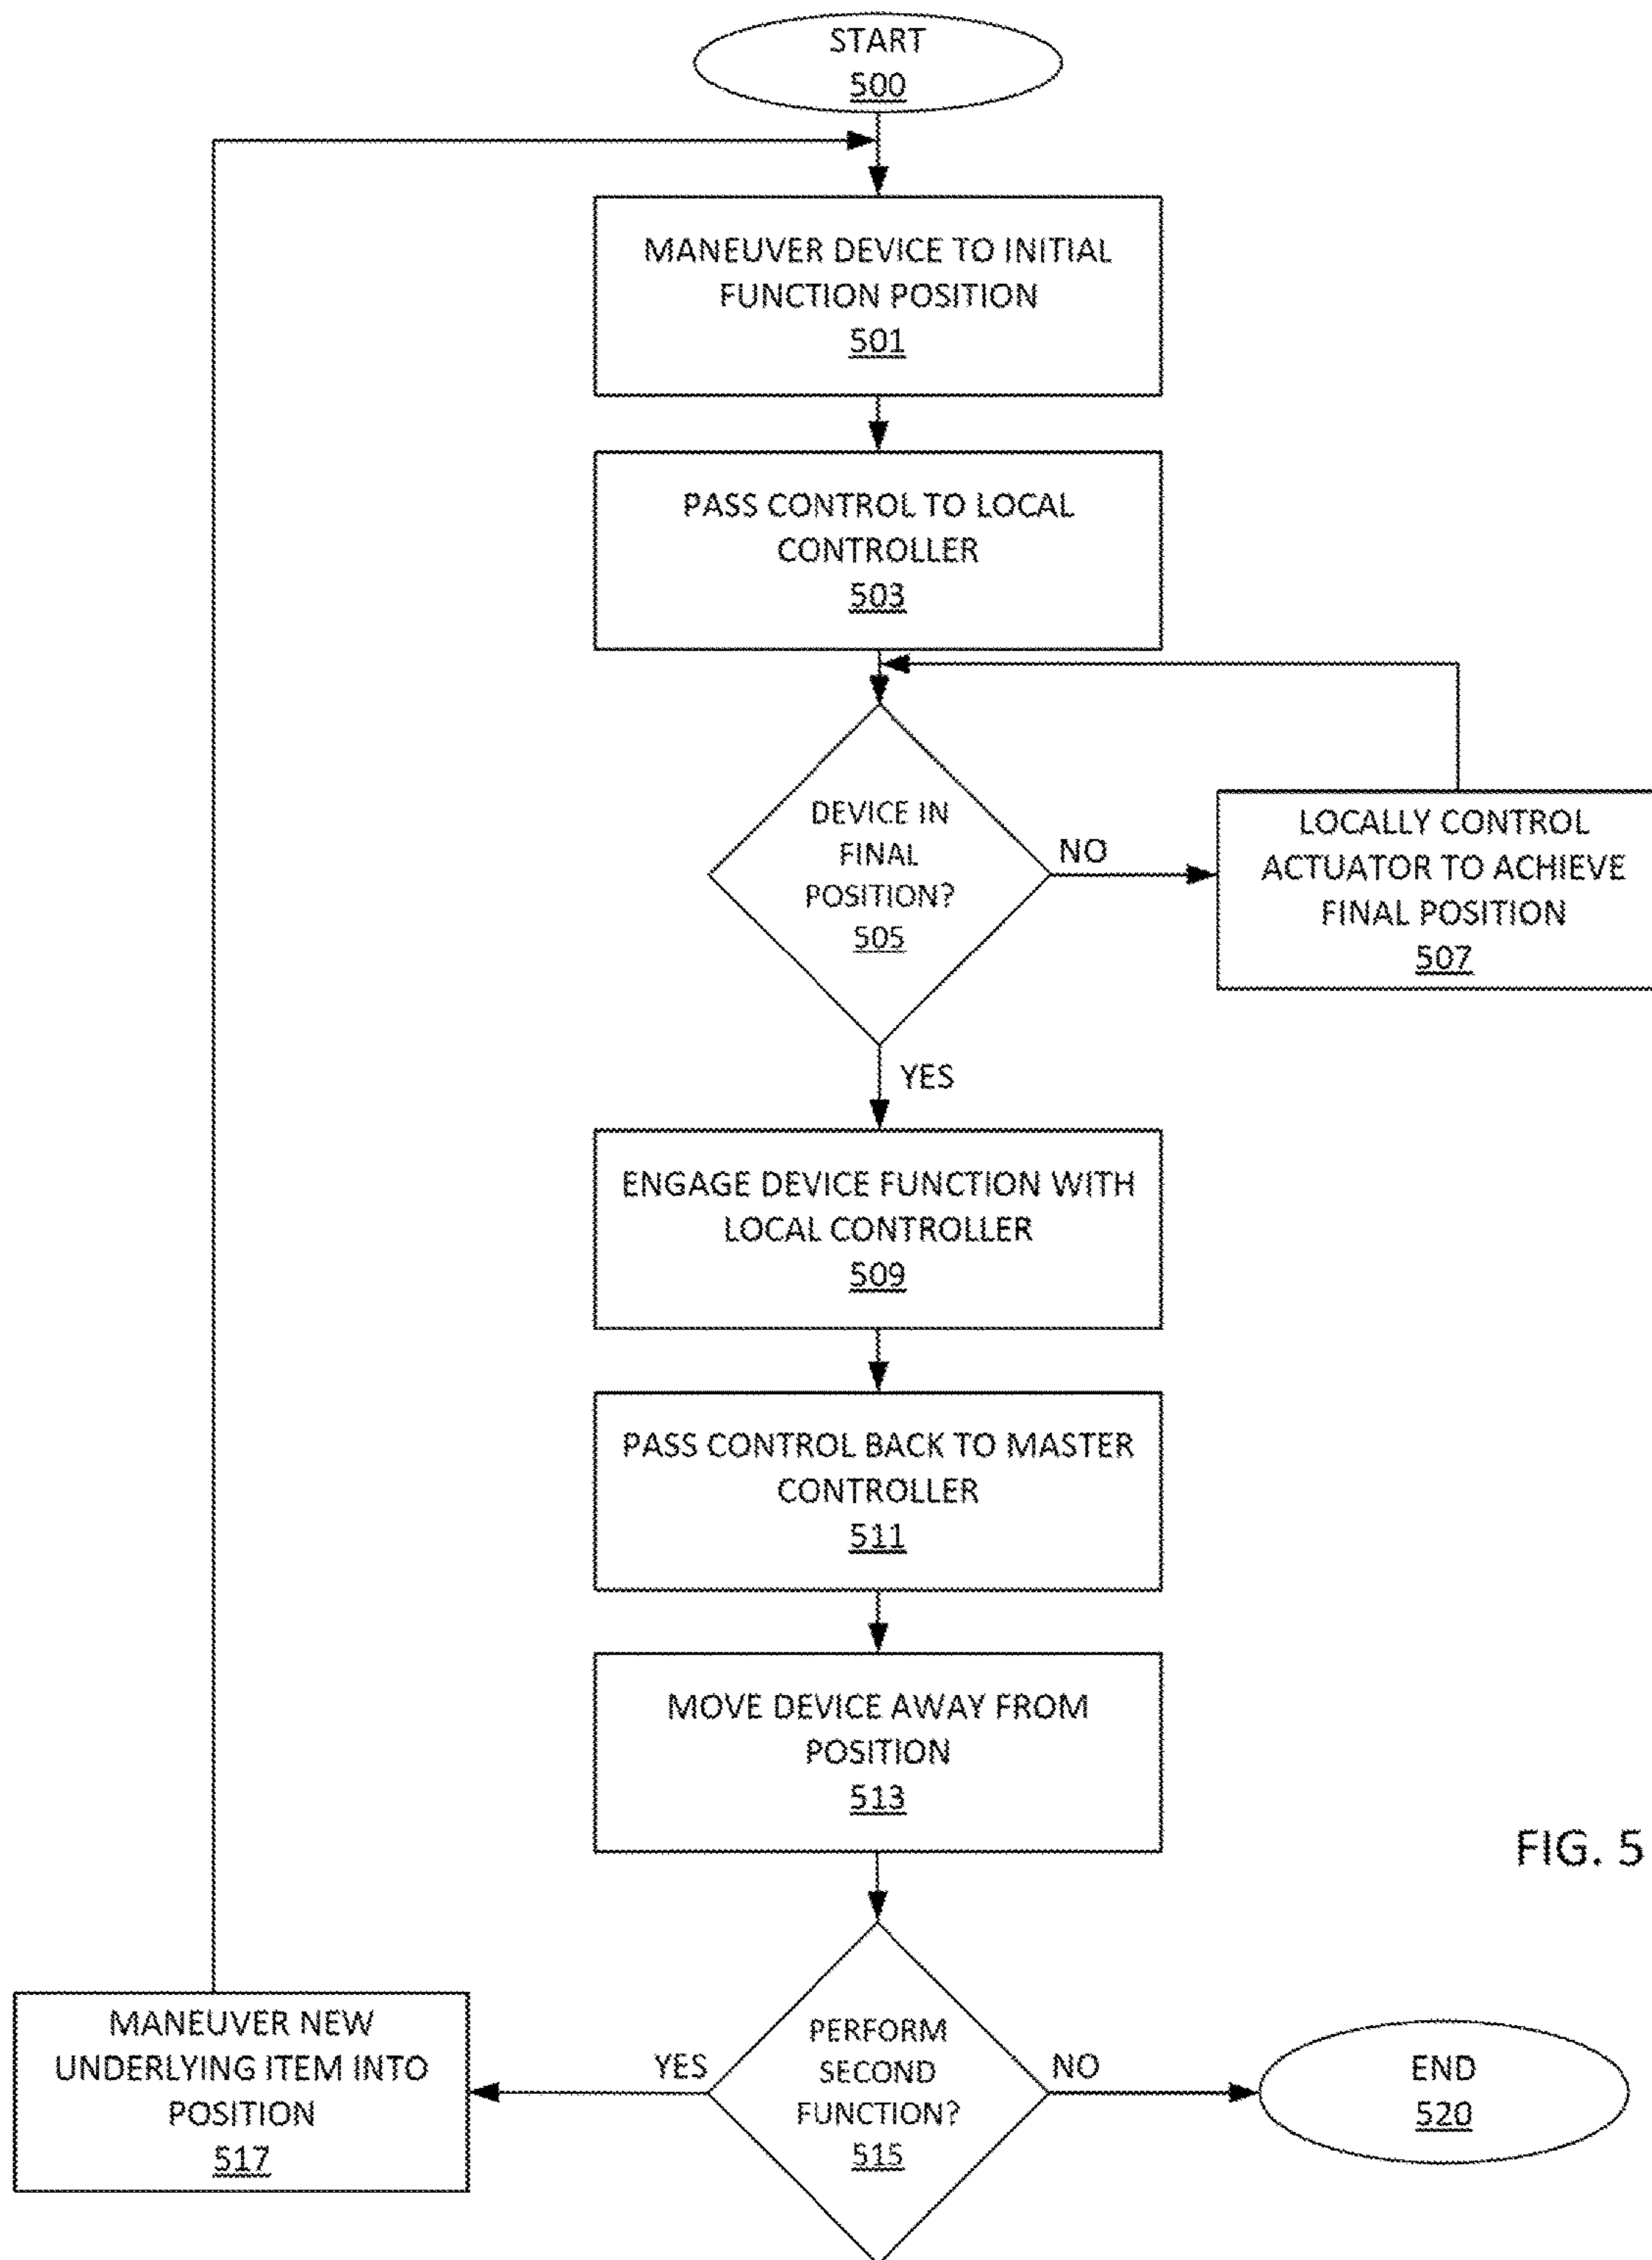 START
500
MANEUVER DEVICE TO INITIAL
FUNCTION POSITION
501
PASS CONTROL TO LOCAL
CONTROLLER
503
DEVICE IN
FINAL
POSITION?
505
NO
LOCALLY CONTROL
ACTUATOR TO ACHIEVE
FINAL POSITION
507
YES
ENGAGE DEVICE FUNCTION WITH
LOCAL CONTROLLER
509
PASS CONTROL BACK TO MASTER
CONTROLLER
511
MOVE DEVICE AWAY FROM
POSITION
513
FIG. 5
PERFORM
SECOND
FUNCTION?
515
YES
MANEUVER NEW
UNDERLYING ITEM INTO
POSITION
517
NO
END
520